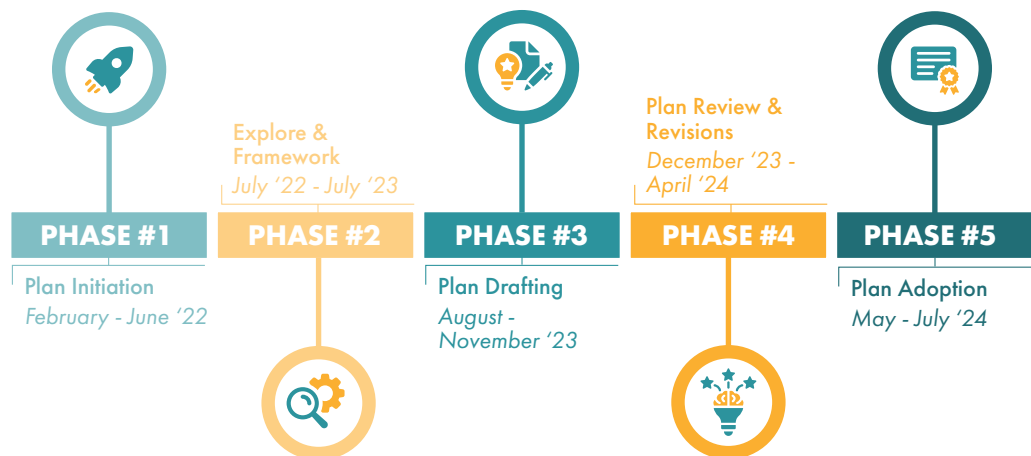 PHASE #1
Plan Initiation
February - June ‘22
Explore &
Framework
July ‘22 - July ‘23
PHASE #2
PHASE #3
Plan Drafting
August -
November ‘23
Plan Review &
Revisions
December ‘23 -
April ‘24
PHASE #4
PHASE #5
Plan Adoption
May - July ‘24